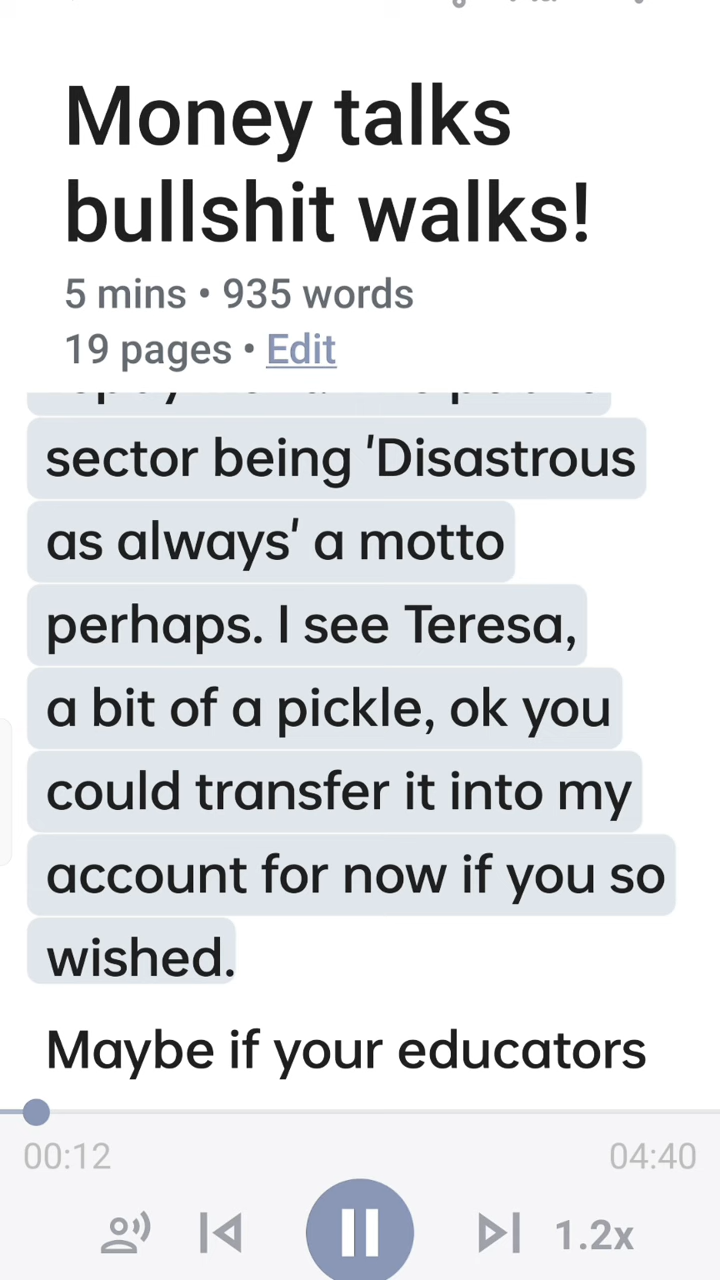 Money talks
bullshit walks!
5 mins • 935 words
19 pages • Edit
sector being 'Disastrous
as always' a motto
perhaps. I see Teresa,
a bit of a pickle, ok you
could transfer it into my
account for now if you so
wished.
Maybe if your educators
00:12
04:40
1.2x